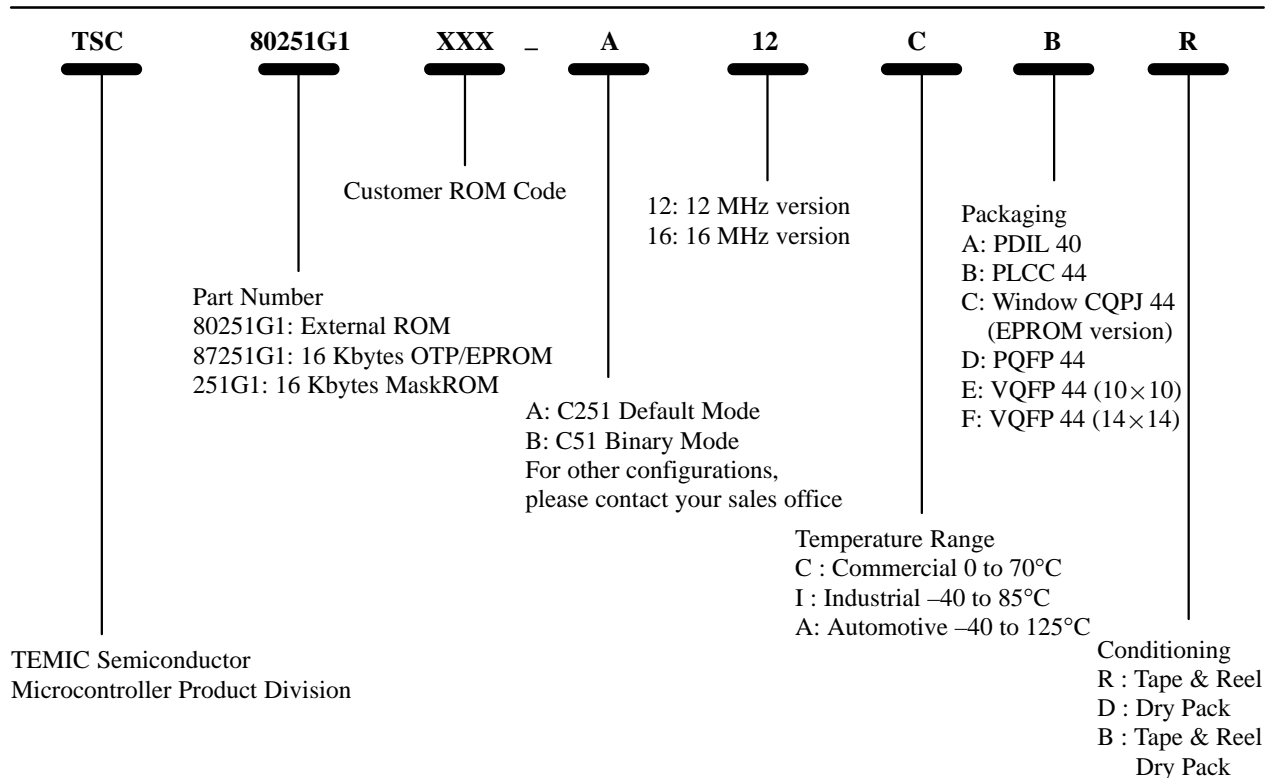 TSC 80251G1 XXX – A 12 C B R
Customer ROM Code
12: 12 MHz version
16: 16 MHz version
Packaging
A: PDIL 40
B: PLCC 44
C: Window CQPJ 44
(EPROM version)
D: PQFP 44
E: VQFP 44 (10×10)
F: VQFP 44 (14×14)
Part Number
80251G1: External ROM
87251G1: 16 Kbytes OTP/EPROM
251G1: 16 Kbytes MaskROM
A: C251 Default Mode
B: C51 Binary Mode
For other configurations,
please contact your sales office
Temperature Range
C : Commercial 0 to 70°C
I : Industrial –40 to 85°C
A: Automotive –40 to 125°C
TEMIC Semiconductor
Microcontroller Product Division
Conditioning
R : Tape & Reel
D : Dry Pack
B : Tape & Reel
Dry Pack